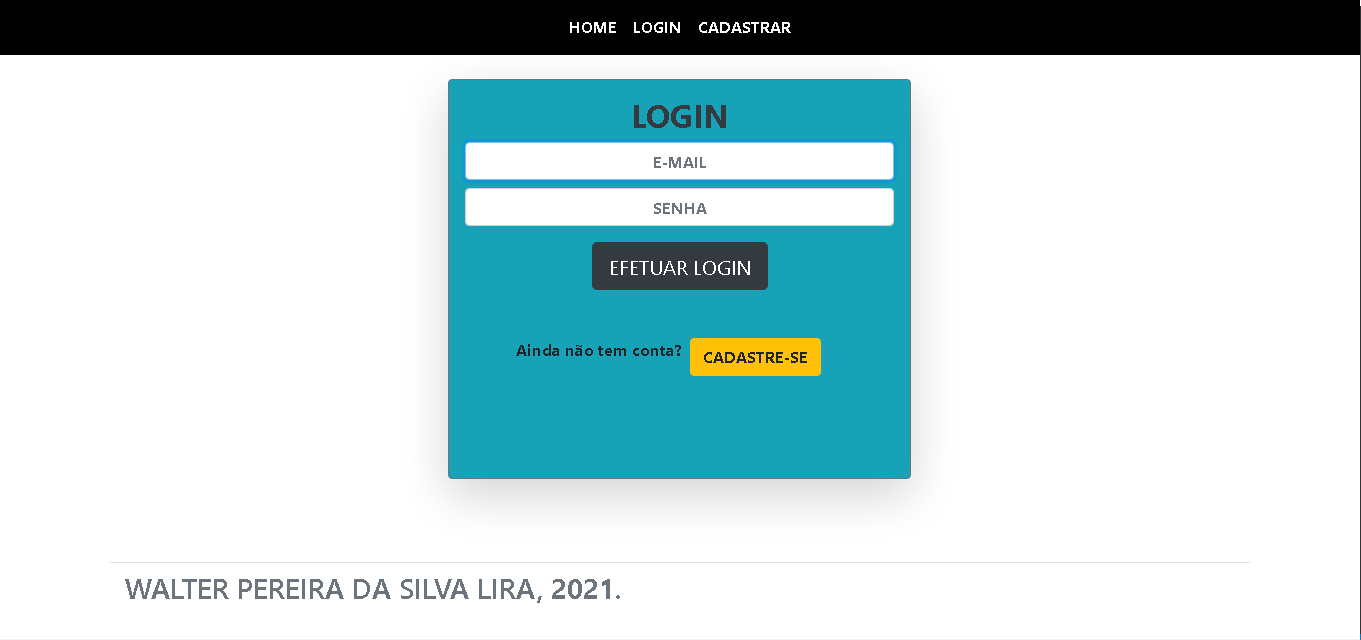 HOME LOGIN CADASTRAR
LOGIN
E-MAIL
SENHA
EFETUAR LOGIN
Ainda não tem conta? CADASTRE-SE
WALTER PEREIRA DA SILVA LIRA, 2021.